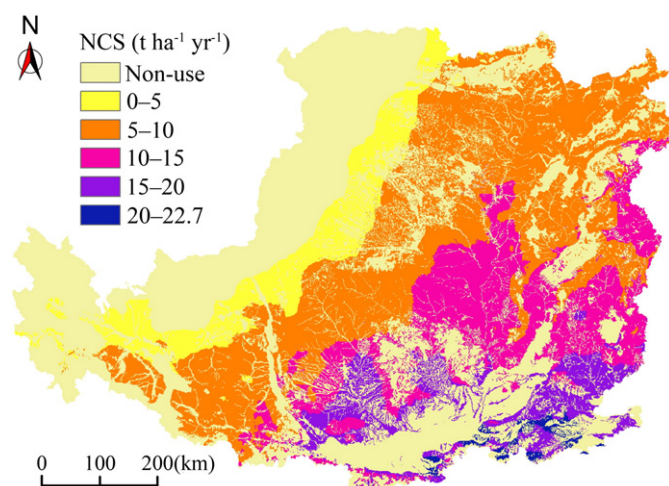 N
NCS (t ha⁻¹ yr⁻¹)
Non-use
0–5
5–10
10–15
15–20
20–22.7
0 100 200(km)